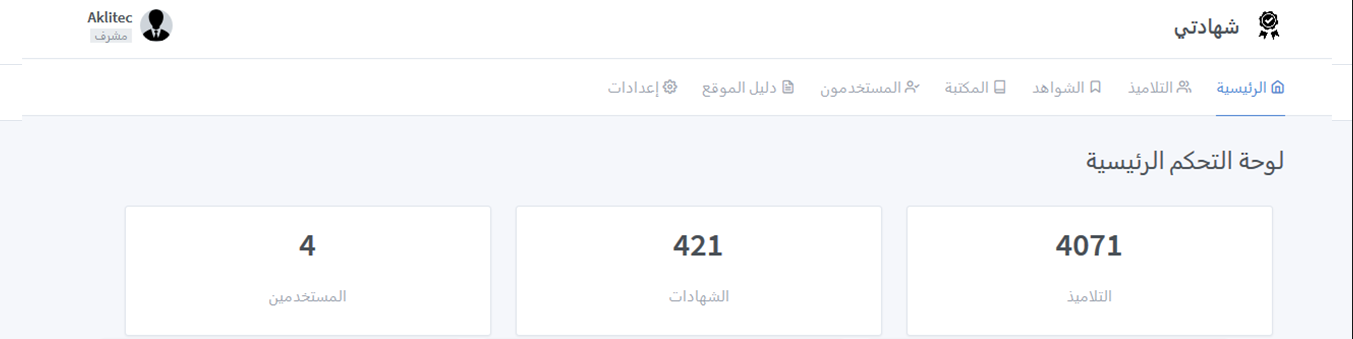 شهادتي
Aklitec
مشرف
الرئيسية التلاميذ الشواهد المكتبة المستخدمون دليل الموقع إعدادات
لوحة التحكم الرئيسية
4071 421 4
التلاميذ الشهادات المستخدمين